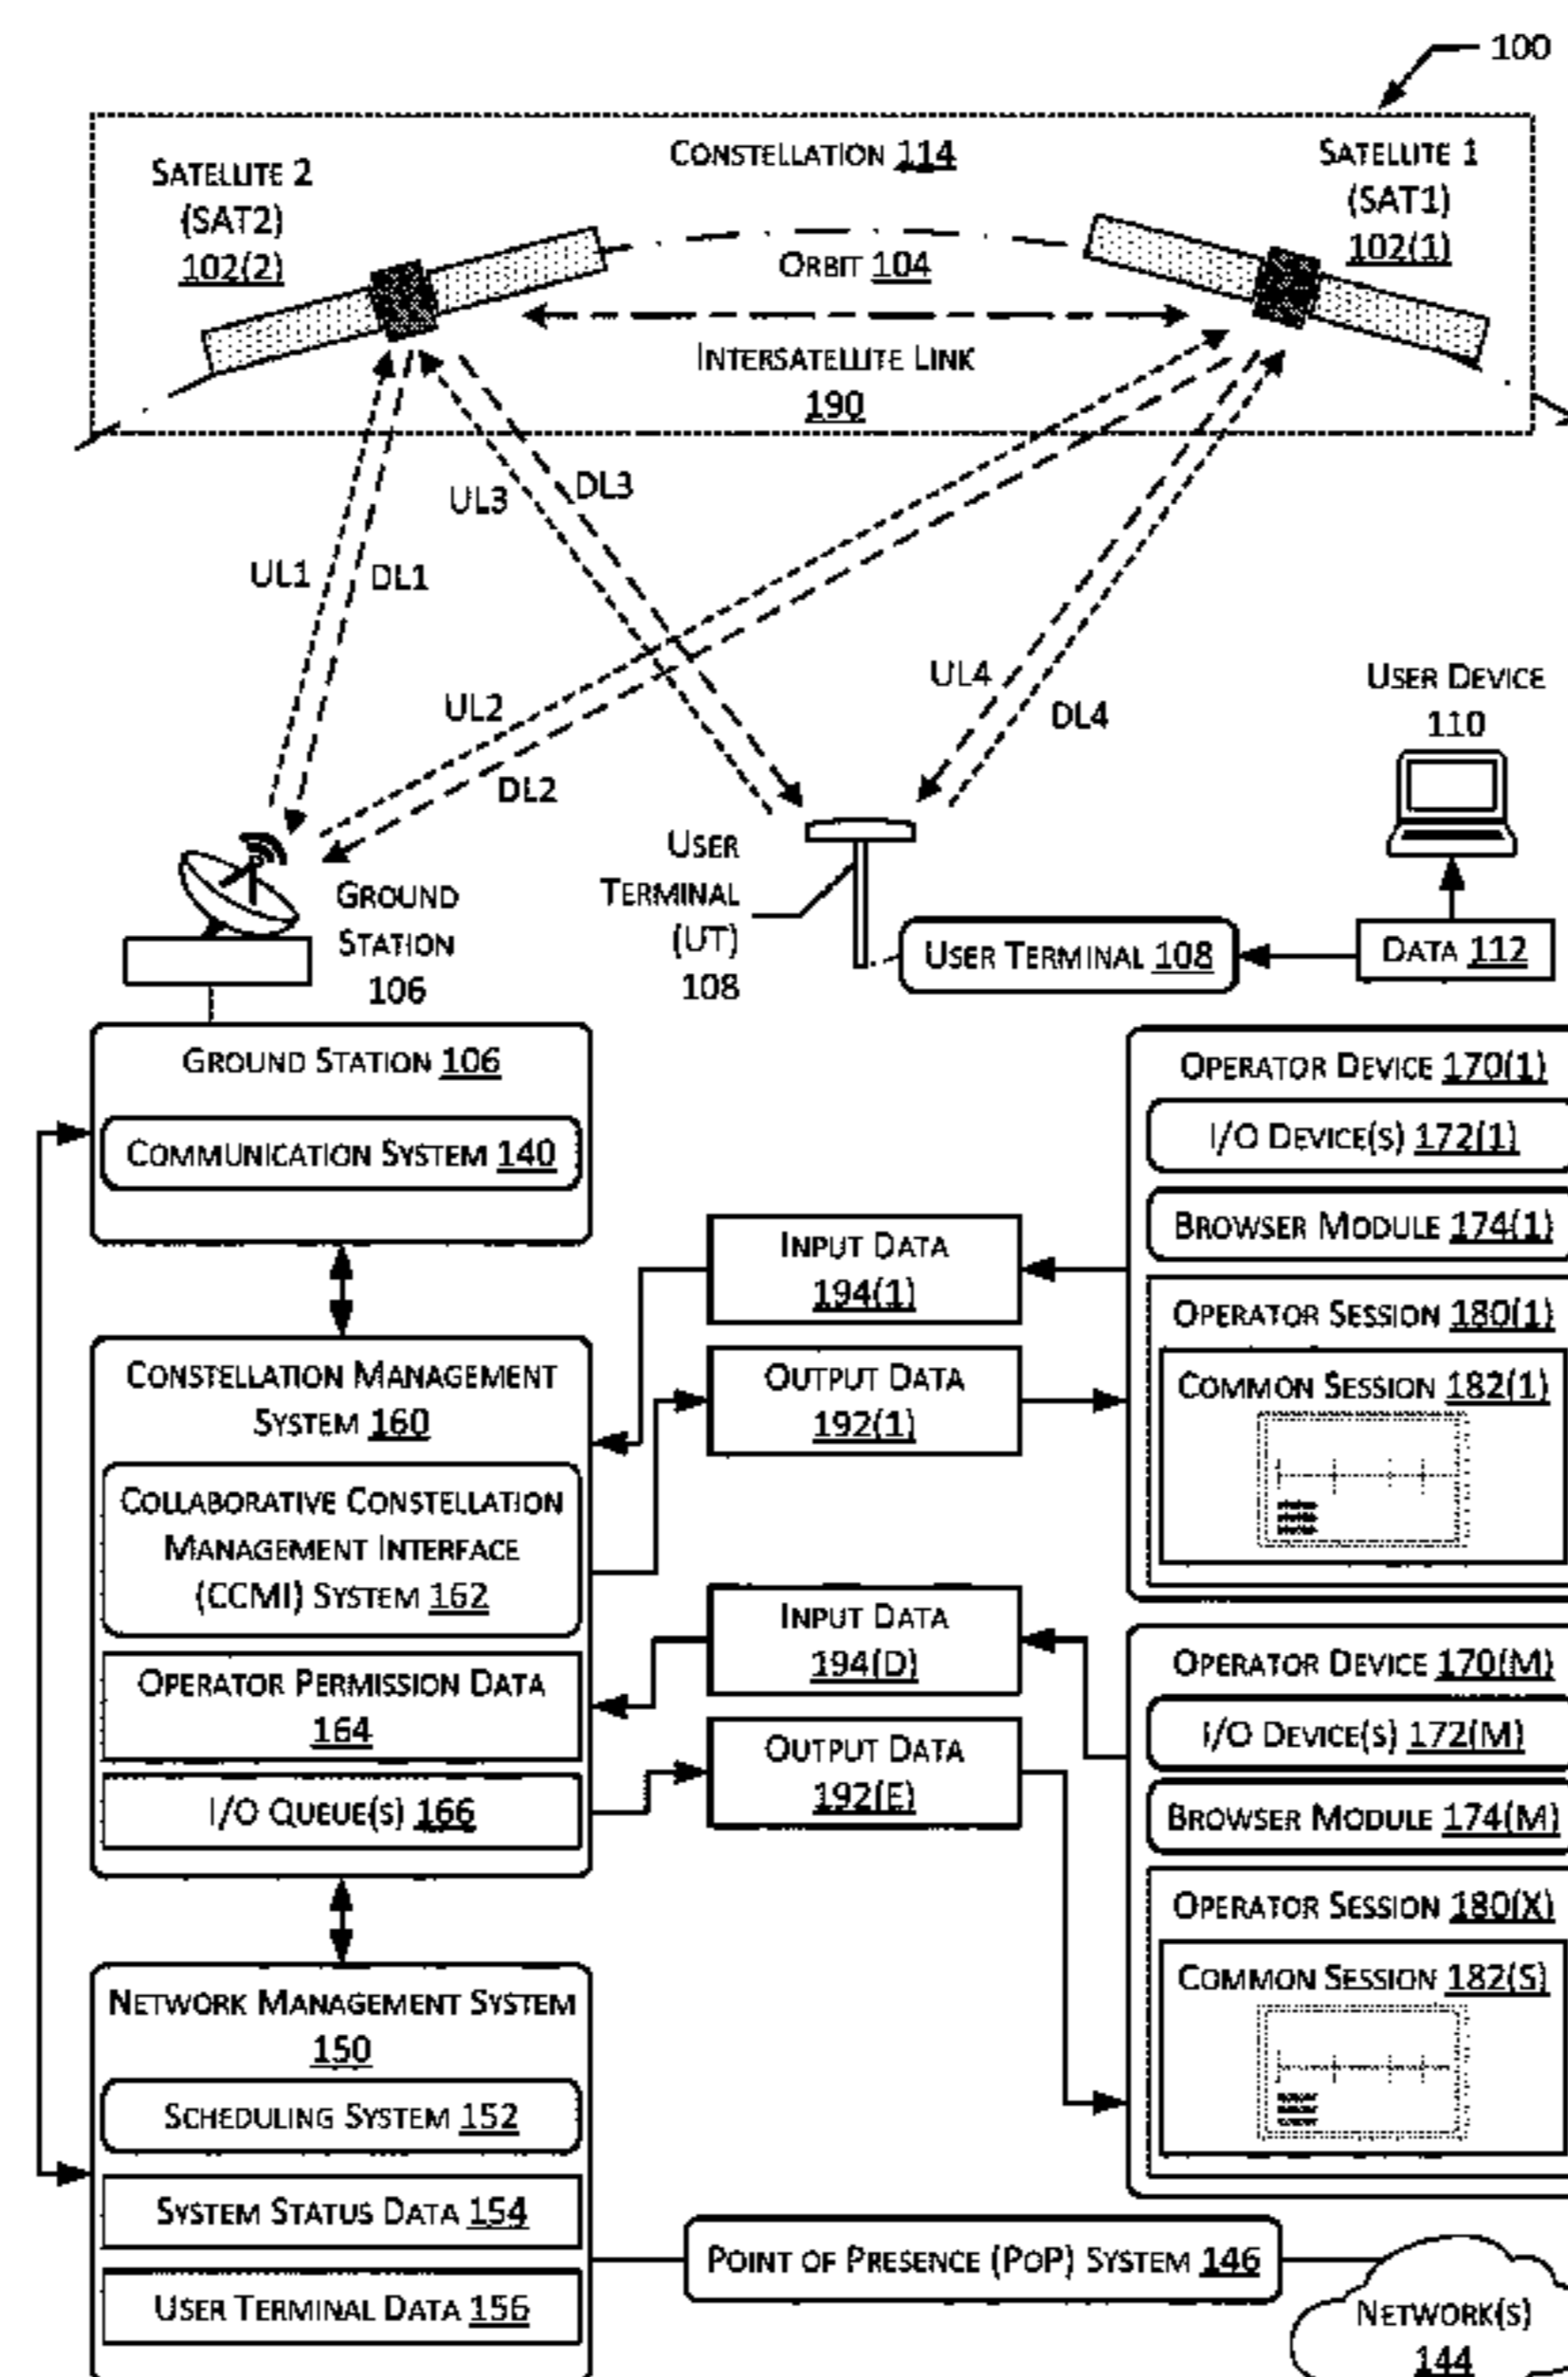 100
CONSTELLATION 114
SATELLITE 2
(SAT2)
102(2)
SATELLITE 1
(SAT1)
102(1)
ORBIT 104
INTERSATELLITE LINK
190
UL3
DL3
UL1
DL1
UL2
DL2
UL4
DL4
USER DEVICE
110
GROUND
STATION
106
USER
TERMINAL
(UT)
108
USER TERMINAL 108
DATA 112
GROUND STATION 106
COMMUNICATION SYSTEM 140
CONSTELLATION MANAGEMENT
SYSTEM 160
COLLABORATIVE CONSTELLATION
MANAGEMENT INTERFACE
(CCMI) SYSTEM 162
OPERATOR PERMISSION DATA
164
I/O QUEUE(S) 166
NETWORK MANAGEMENT SYSTEM
150
SCHEDULING SYSTEM 152
SYSTEM STATUS DATA 154
USER TERMINAL DATA 156
INPUT DATA
194(1)
OUTPUT DATA
192(1)
INPUT DATA
194(D)
OUTPUT DATA
192(E)
OPERATOR DEVICE 170(1)
I/O DEVICE(S) 172(1)
BROWSER MODULE 174(1)
OPERATOR SESSION 180(1)
COMMON SESSION 182(1)
OPERATOR DEVICE 170(M)
I/O DEVICE(S) 172(M)
BROWSER MODULE 174(M)
OPERATOR SESSION 180(X)
COMMON SESSION 182(S)
POINT OF PRESENCE (POP) SYSTEM 146
NETWORK(S)
144